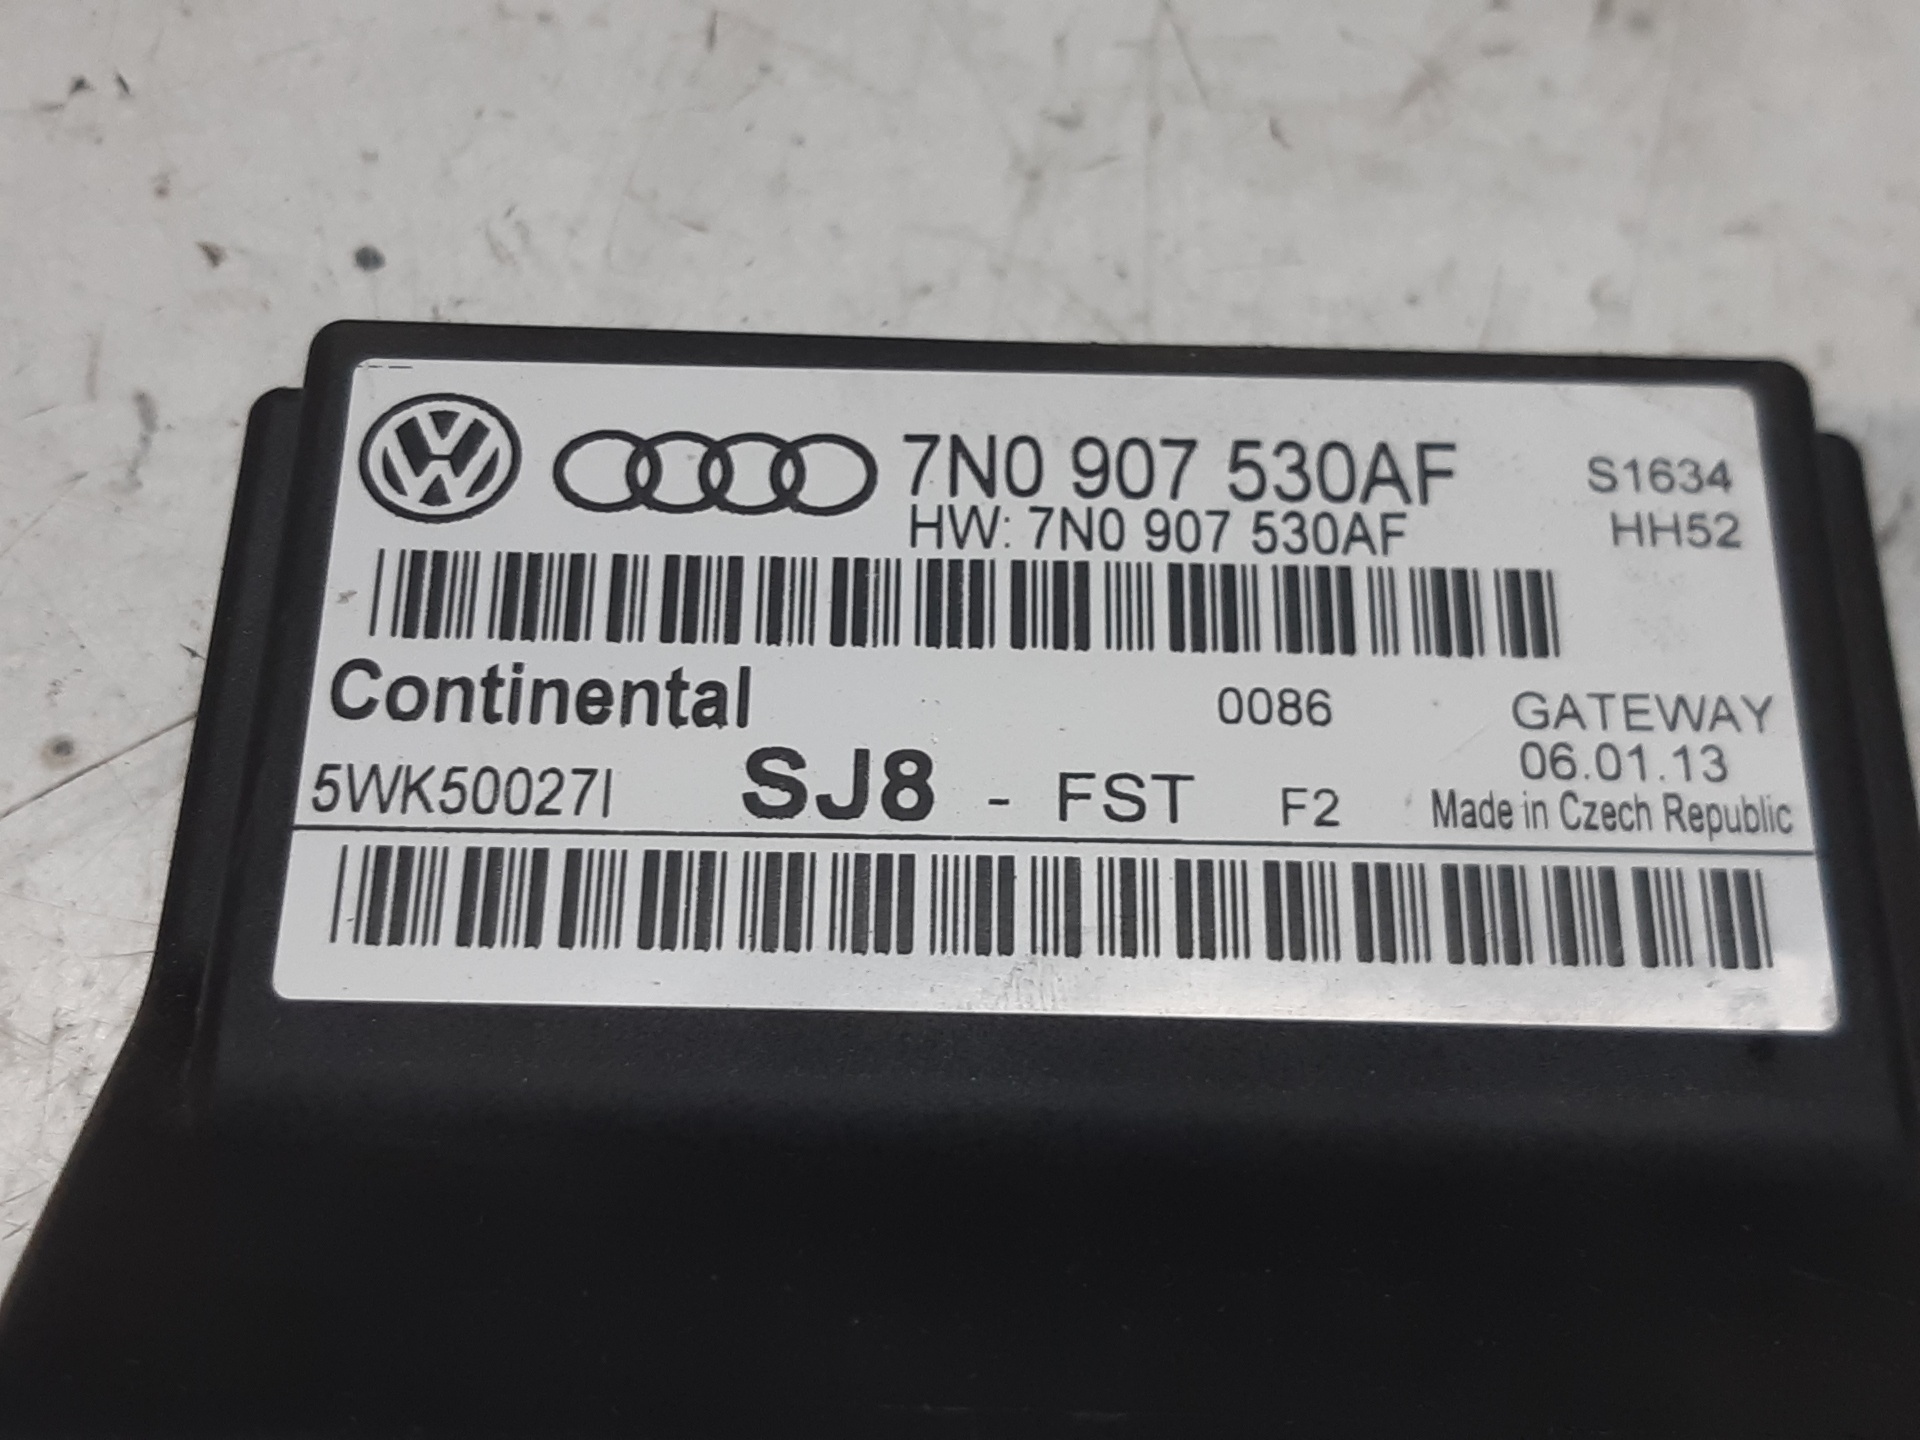 7N0 907 530AF S1634
HW: 7N0 907 530AF HH52
Continental 0086 GATEWAY
06.01.13
5WK50027I SJ8 - FST F2 Made in Czech Republic